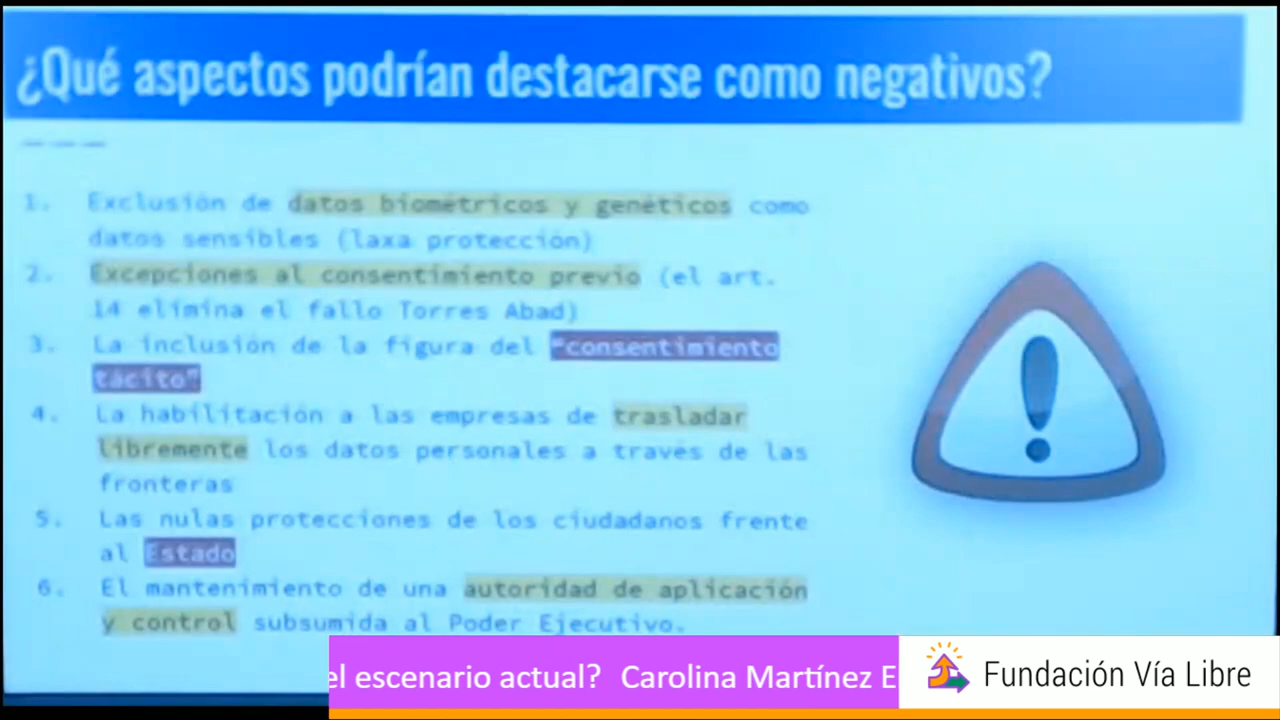 ¿Qué aspectos podrían destacarse como negativos?
1. Exclusión de datos biométricos y genéticos como
datos sensibles (laxa protección)
2. Excepciones al consentimiento previo (el art.
14 elimina el fallo Torres Abad)
3. La inclusión de la figura del "consentimiento
tácito"
4. La habilitación a las empresas de trasladar
libremente los datos personales a través de las
fronteras
5. Las nulas protecciones de los ciudadanos frente
al Estado
6. El mantenimiento de una autoridad de aplicación
y control subsumida al Poder Ejecutivo.
el escenario actual? Carolina Martínez E
Fundación Vía Libre